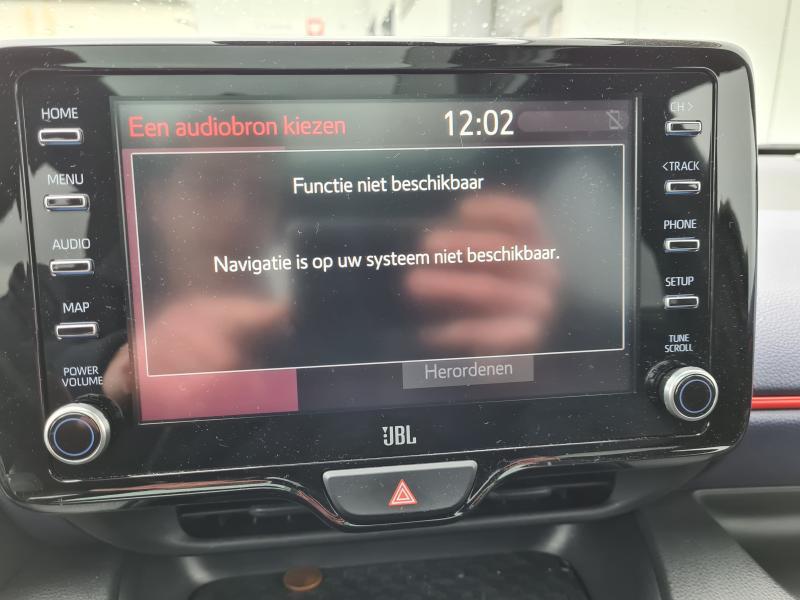 HOME
MENU
AUDIO
MAP
POWER
VOLUME
Een audiobron kiezen
12:02
Functie niet beschikbaar
Navigatie is op uw systeem niet beschikbaar.
Herordenen
CH >
< TRACK
PHONE
SETUP
TUNE
SCROLL
JBL